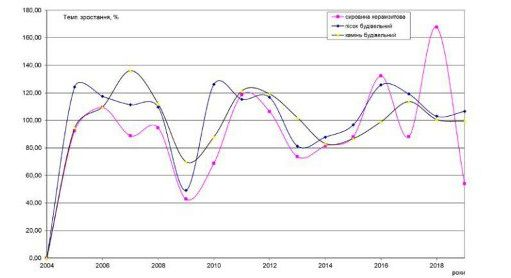 180,00
Темп. зростання, %
160,00
140,00
120,00
100,00
80,00
60,00
40,00
20,00
0,00
сировина керамзитова
пісок будівельний
камінь будівельний
2004 2006 2008 2010 2012 2014 2016 2018
роки